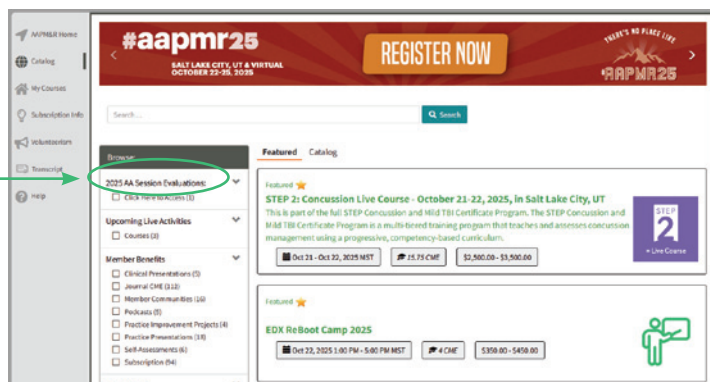 AAPM&R Home
Catalog
My Courses
Subscription Info
Volunteerism
Transcript
Help
#aapmr25
SALT LAKE CITY, UT & VIRTUAL
OCTOBER 22-25, 2025
REGISTER NOW
THERE'S NO PLACE LIKE
#AAPMR25
Search...
Search
Browse:
2025 AA Session Evaluations:
Click Here to Access (1)
Upcoming Live Activities
Courses (3)
Member Benefits
Clinical Presentations (5)
Journal CME (112)
Member Communities (16)
Podcasts (9)
Practice Improvement Projects (4)
Practice Presentations (18)
Self-Assessments (6)
Subscription (94)
Featured Catalog
Featured
STEP 2: Concussion Live Course - October 21-22, 2025, in Salt Lake City, UT
This is part of the full STEP Concussion and Mild TBI Certificate Program. The STEP Concussion and
Mild TBI Certificate Program is a multi-tiered training program that teaches and assesses concussion
management using a progressive, competency-based curriculum.
Oct 21 - Oct 22, 2025 MST
15.75 CME
$2,500.00 - $3,500.00
STEP
2
+ Live Course
Featured
EDX ReBoot Camp 2025
Oct 22, 2025 1:00 PM - 5:00 PM MST
4 CME
$350.00 - $450.00